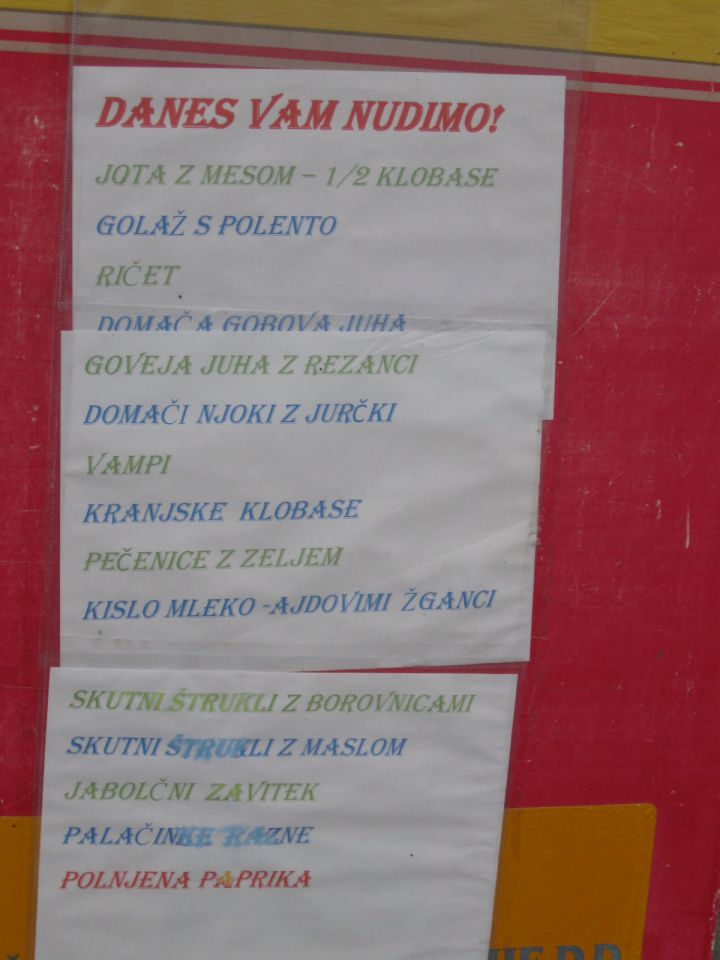 DANES VAM NUDIMO!
JOTA Z MESOM – 1/2 KLOBASE
GOLAŽ S POLENTO
RIČET
DOMAČA GOBOVA JUHA
GOVEJA JUHA Z REZANCI
DOMAČI NJOKI Z JURČKI
VAMPI
KRANJSKE KLOBASE
PEČENICE Z ZELJEM
KISLO MLEKO -AJDOVIMI ŽGANCI
SKUTNI ŠTRUKLI Z BOROVNICAMI
SKUTNI ŠTRUKLI Z MASLOM
JABOLČNI ZAVITEK
PALAČINKE RAZNE
POLNJENA PAPRIKA